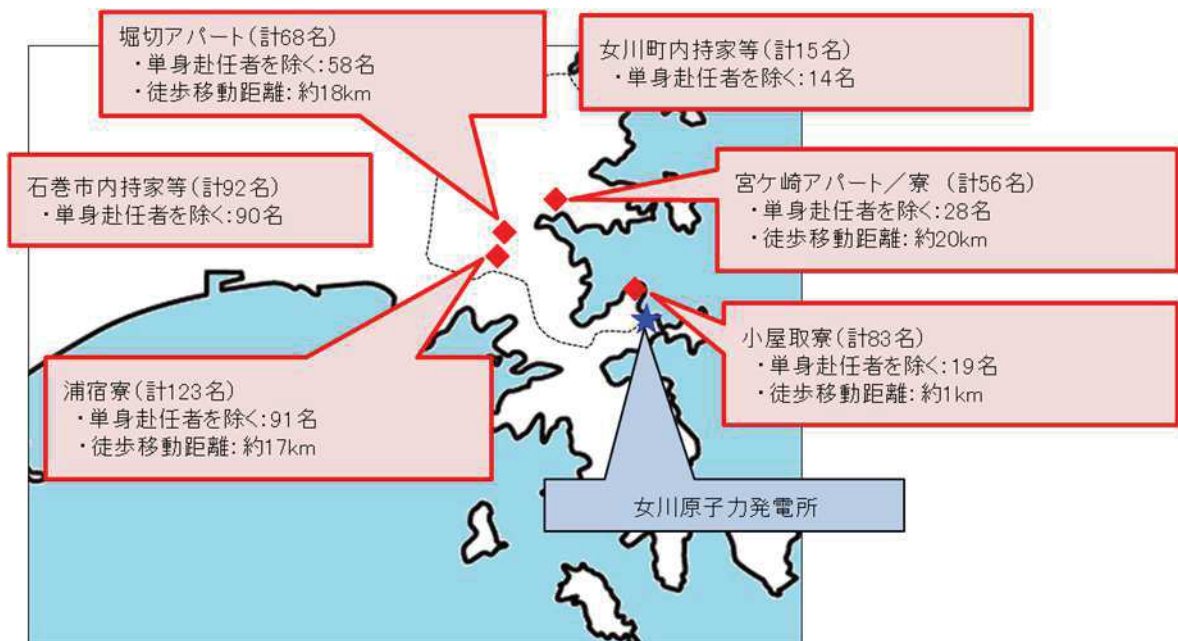 堀切アパート(計68名)
・単身赴任者を除く:58名
・徒歩移動距離:約18km
女川町内持家等(計15名)
・単身赴任者を除く:14名
石巻市内持家等(計92名)
・単身赴任者を除く:90名
宮ケ崎アパート/寮 (計56名)
・単身赴任者を除く:28名
・徒歩移動距離:約20km
小屋取寮(計83名)
・単身赴任者を除く:19名
・徒歩移動距離:約1km
浦宿寮(計123名)
・単身赴任者を除く:91名
・徒歩移動距離:約17km
女川原子力発電所